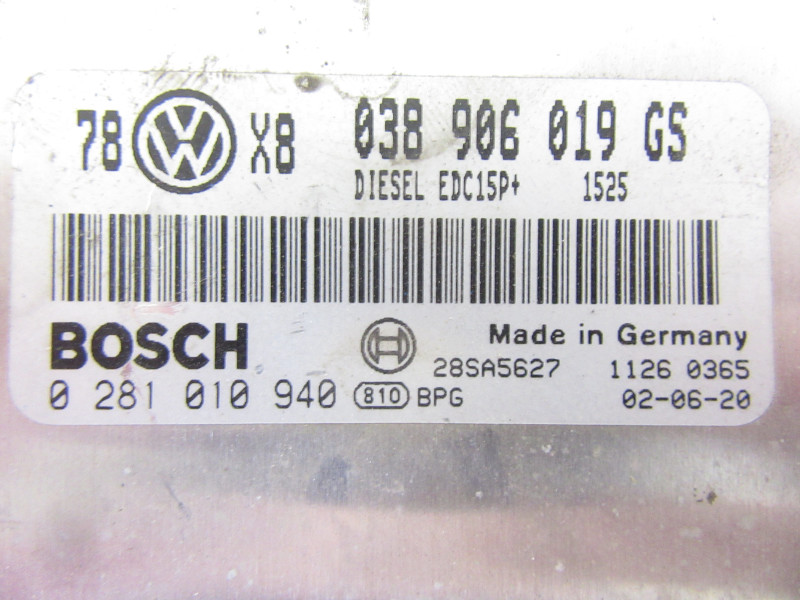 78 VW X8 038 906 019 GS
DIESEL EDC15P+ 1525
BOSCH Made in Germany
28SA5627 1126 0365
0 281 010 940 810 BPG 02-06-20